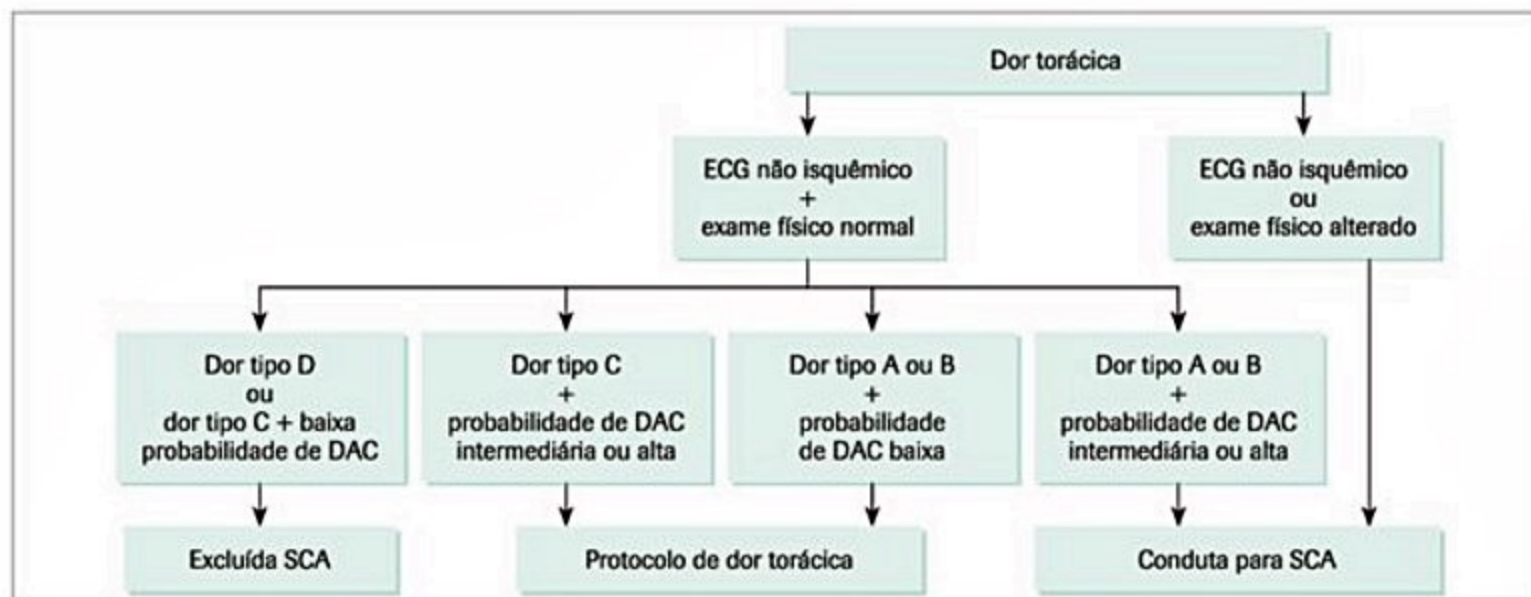 Dor torácica
ECG não isquêmico
+
exame físico normal
ECG não isquêmico
ou
exame físico alterado
Dor tipo D
ou
dor tipo C + baixa
probabilidade de DAC
Dor tipo C
+
probabilidade de DAC
intermediária ou alta
Dor tipo A ou B
+
probabilidade
de DAC baixa
Dor tipo A ou B
+
probabilidade de DAC
intermediária ou alta
Excluída SCA
Protocolo de dor torácica
Conduta para SCA